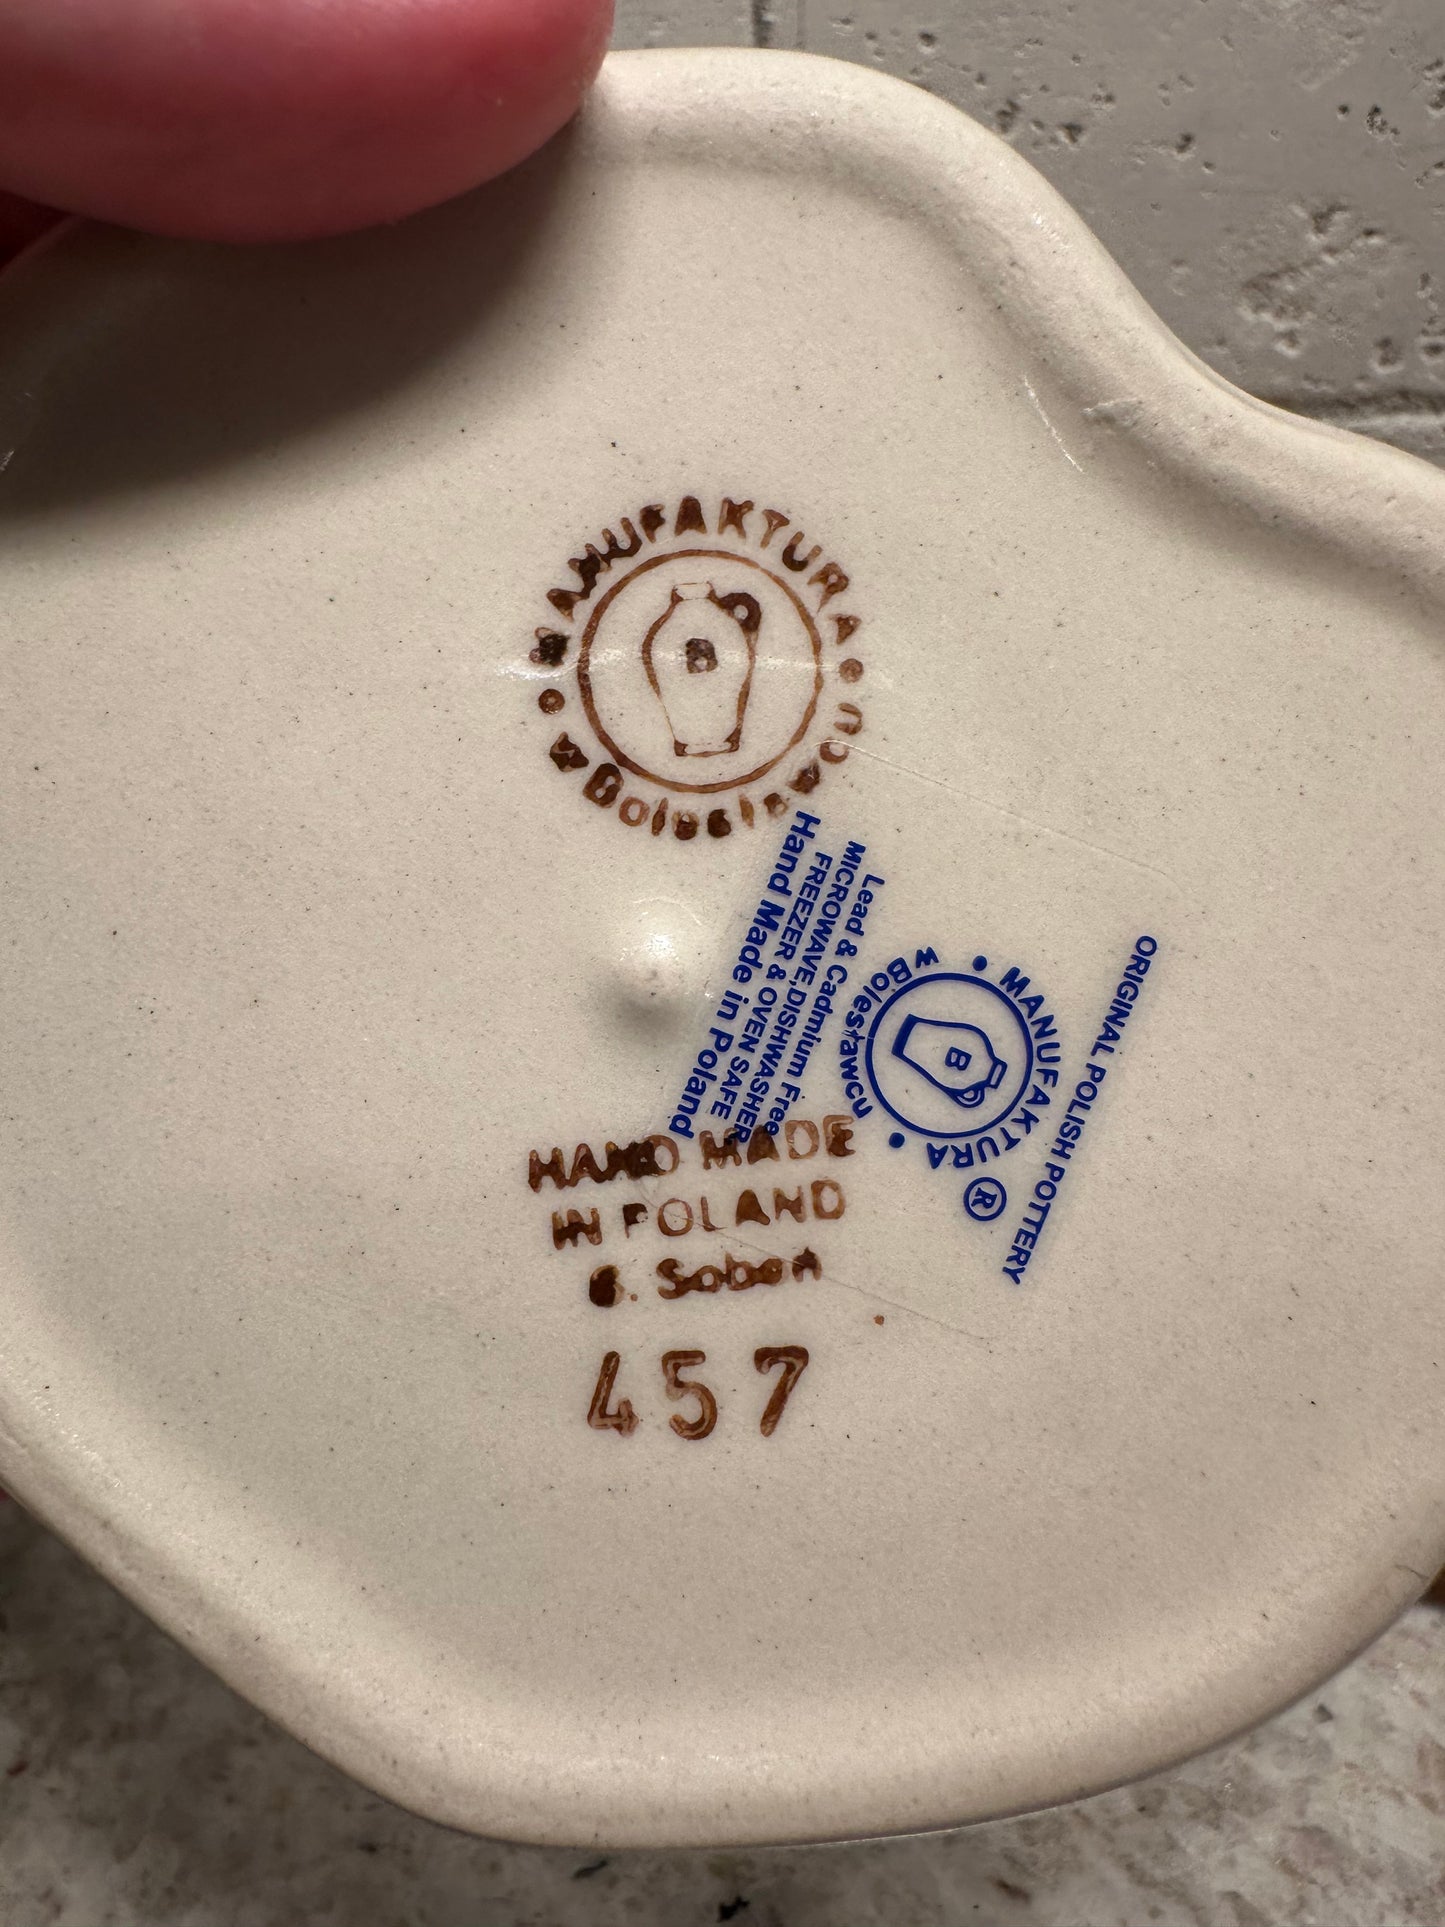 MANUFAKTURA
w Bolesławcu
B
HAND MADE
IN POLAND
Soboń
457
ORIGINAL POLISH POTTERY
MANUFAKTURA ®
w Bolesławcu
B
Lead & Cadmium Free
MICROWAVE, DISHWASHER
FREEZER & OVEN SAFE
Hand Made in Poland